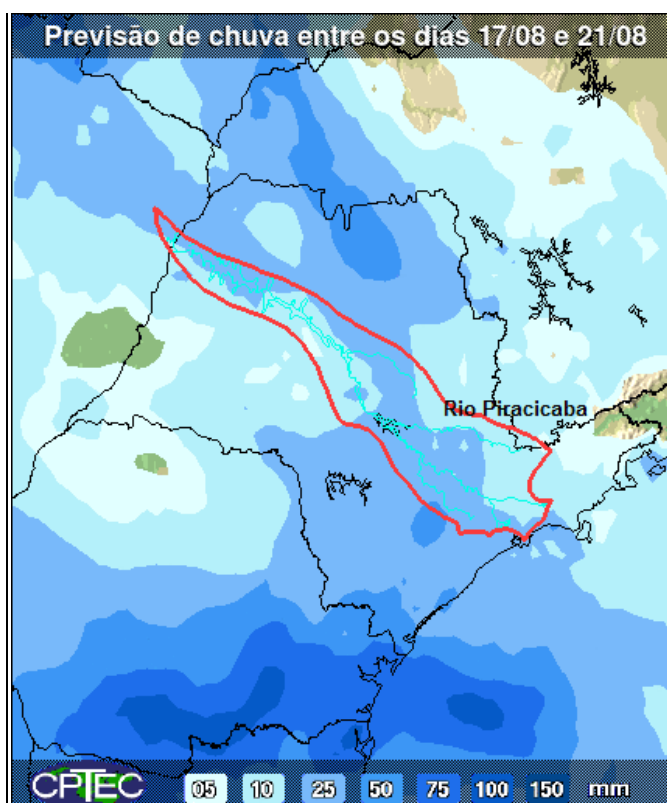 Previsão de chuva entre os dias 17/08 e 21/08
Rio Piracicaba
CPTEC 05 10 25 50 75 100 150 mm